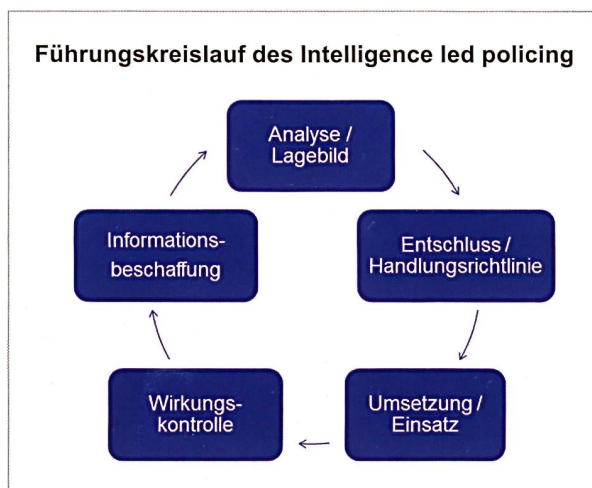 Führungskreislauf des Intelligence led policing
Analyse /
Lagebild
Entschluss /
Handlungsrichtlinie
Umsetzung /
Einsatz
Wirkungs-
kontrolle
Informations-
beschaffung